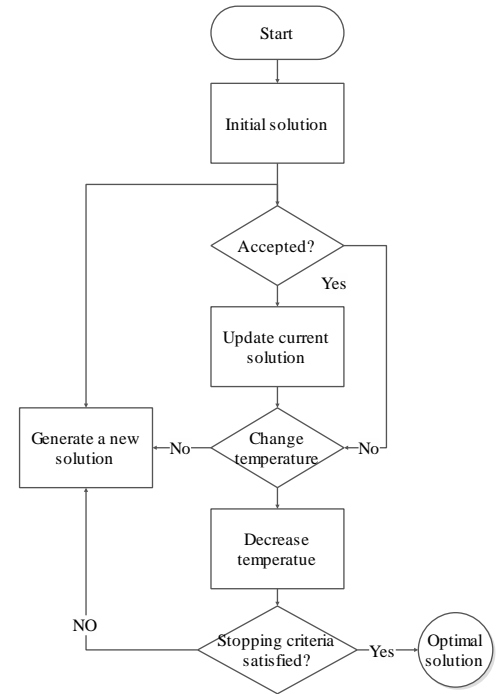 Start
Initial solution
Accepted?
Yes
Update current
solution
Generate a new
solution
No
Change
temperature
No
Decrease
temperatue
NO
Stopping criteria
satisfied?
Yes
Optimal
solution